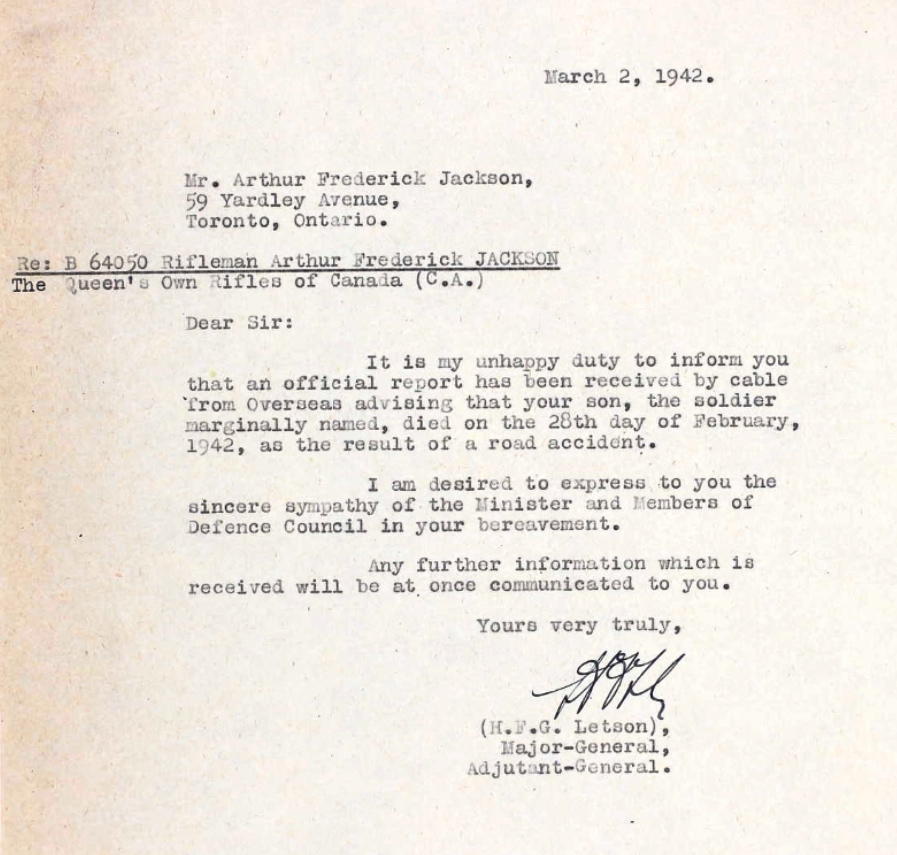 March 2, 1942.
Mr. Arthur Frederick Jackson,
59 Yardley Avenue,
Toronto, Ontario.
Re: B 64050 Rifleman Arthur Frederick JACKSON
The Queen's Own Rifles of Canada (C.A.)
Dear Sir:
It is my unhappy duty to inform you
that an official report has been received by cable
from Overseas advising that your son, the soldier
marginally named, died on the 28th day of February,
1942, as the result of a road accident.
I am desired to express to you the
sincere sympathy of the Minister and Members of
Defence Council in your bereavement.
Any further information which is
received will be at once communicated to you.
Yours very truly,
(H.F.G. Letson),
Major-General,
Adjutant-General.